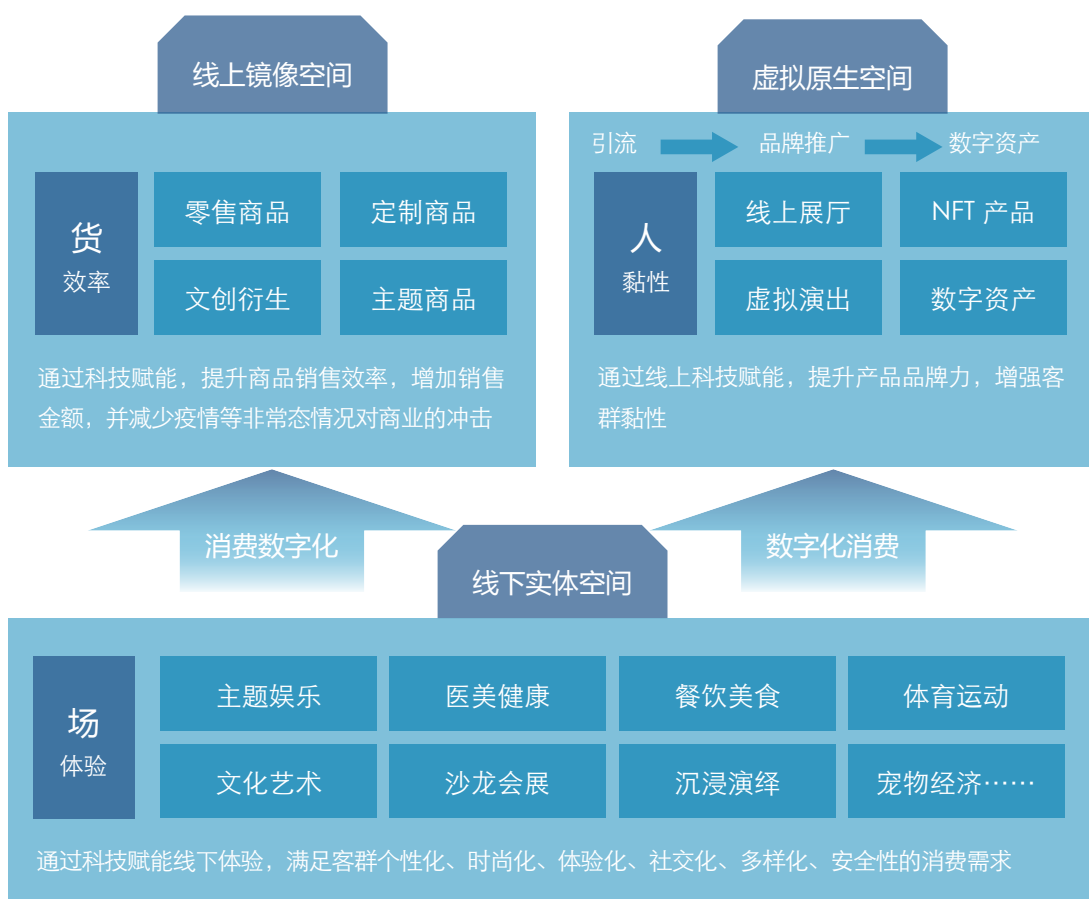 线上镜像空间
货
效率
零售商品
定制商品
文创衍生
主题商品
通过科技赋能，提升商品销售效率，增加销售
金额，并减少疫情等非常态情况对商业的冲击
虚拟原生空间
引流
品牌推广
数字资产
人
黏性
线上展厅
NFT 产品
虚拟演出
数字资产
通过线上科技赋能，提升产品品牌力，增强客
群黏性
消费数字化
数字化消费
线下实体空间
场
体验
主题娱乐
医美健康
餐饮美食
体育运动
文化艺术
沙龙会展
沉浸演绎
宠物经济……
通过科技赋能线下体验，满足客群个性化、时尚化、体验化、社交化、多样化、安全性的消费需求